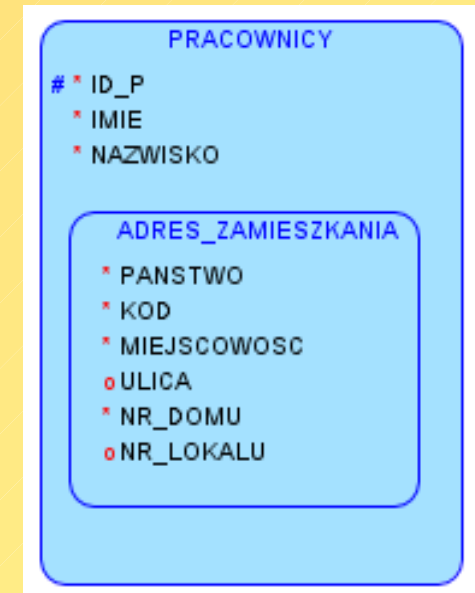 PRACOWNICY
# * ID_P
* IMIE
* NAZWISKO
ADRES_ZAMIESZKANIA
* PANSTWO
* KOD
* MIEJSCOWOSC
o ULICA
* NR_DOMU
o NR_LOKALU